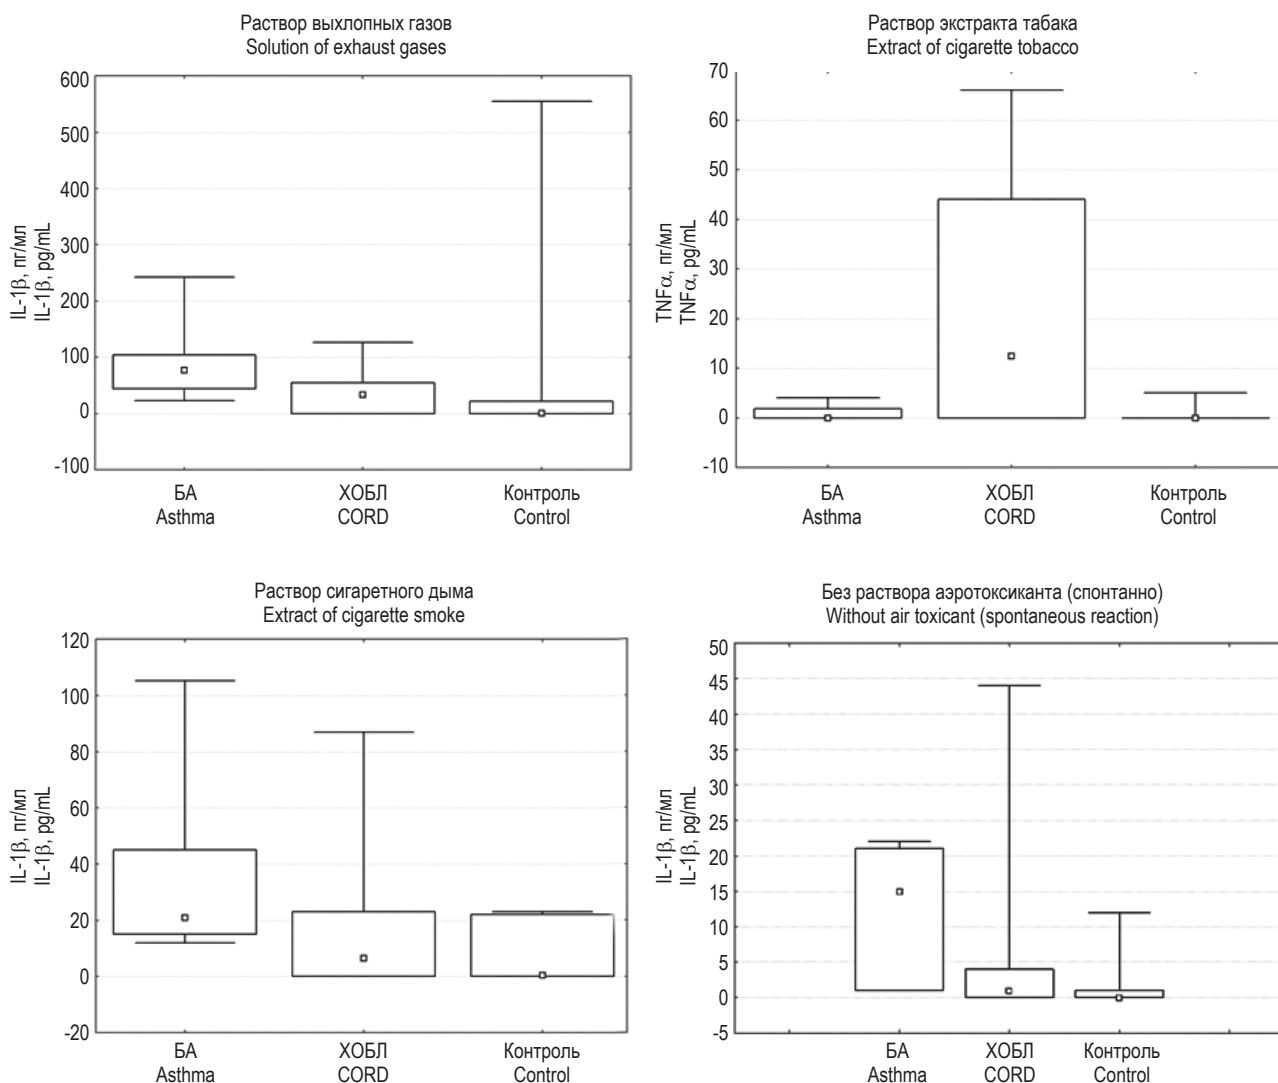 Раствор выхлопных газов
Solution of exhaust gases
IL-1β, пг/мл
IL-1β, pg/mL
600
500
400
300
200
100
0
-100
БА
Asthma
ХОБЛ
CORD
Контроль
Control
Раствор экстракта табака
Extract of cigarette tobacco
TNFα, пг/мл
TNFα, pg/mL
70
60
50
40
30
20
10
0
-10
БА
Asthma
ХОБЛ
CORD
Контроль
Control
Раствор сигаретного дыма
Extract of cigarette smoke
IL-1β, пг/мл
IL-1β, pg/mL
120
100
80
60
40
20
0
-20
БА
Asthma
ХОБЛ
CORD
Контроль
Control
Без раствора аэротоксиканта (спонтанно)
Without air toxicant (spontaneous reaction)
IL-1β, пг/мл
IL-1β, pg/mL
50
45
40
35
30
25
20
15
10
5
0
-5
БА
Asthma
ХОБЛ
CORD
Контроль
Control